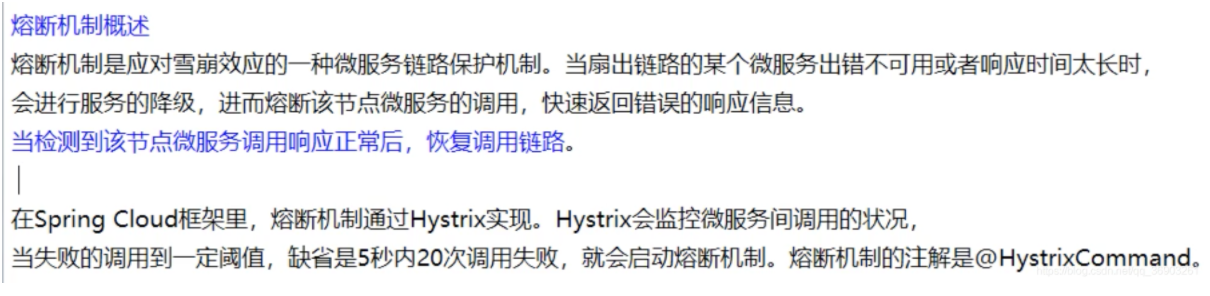 熔断机制概述
熔断机制是应对雪崩效应的一种微服务链路保护机制。当扇出链路的某个微服务出错不可用或者响应时间太长时，
会进行服务的降级，进而熔断该节点微服务的调用，快速返回错误的响应信息。
当检测到该节点微服务调用响应正常后，恢复调用链路。
在Spring Cloud框架里，熔断机制通过Hystrix实现。Hystrix会监控微服务间调用的状况，
当失败的调用到一定阈值，缺省是5秒内20次调用失败，就会启动熔断机制。熔断机制的注解是@HystrixCommand。